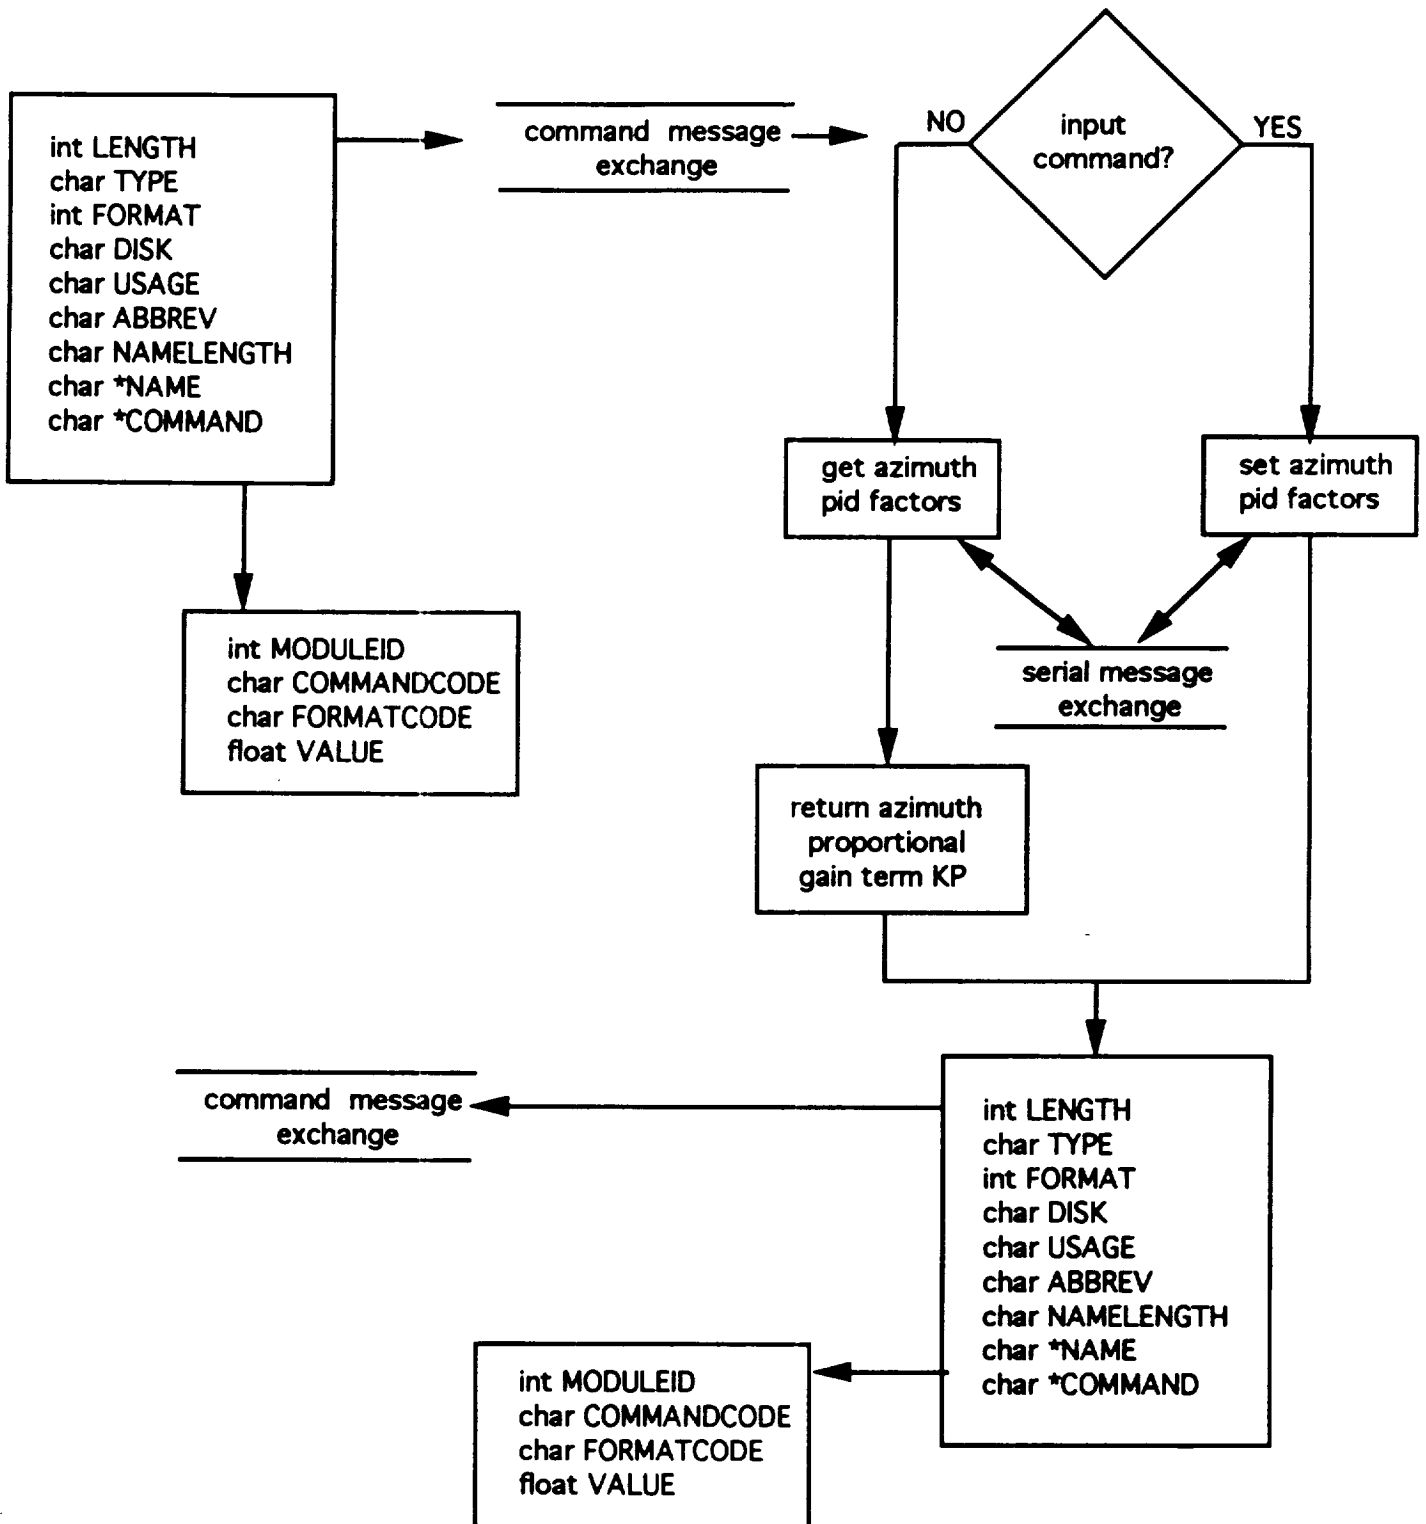 int LENGTH
char TYPE
int FORMAT
char DISK
char USAGE
char ABBREV
char NAMELENGTH
char *NAME
char *COMMAND
command message
exchange
NO
input
command?
YES
get azimuth
pid factors
set azimuth
pid factors
int MODULEID
char COMMANDCODE
char FORMATCODE
float VALUE
serial message
exchange
return azimuth
proportional
gain term KP
command message
exchange
int LENGTH
char TYPE
int FORMAT
char DISK
char USAGE
char ABBREV
char NAMELENGTH
char *NAME
char *COMMAND
int MODULEID
char COMMANDCODE
char FORMATCODE
float VALUE